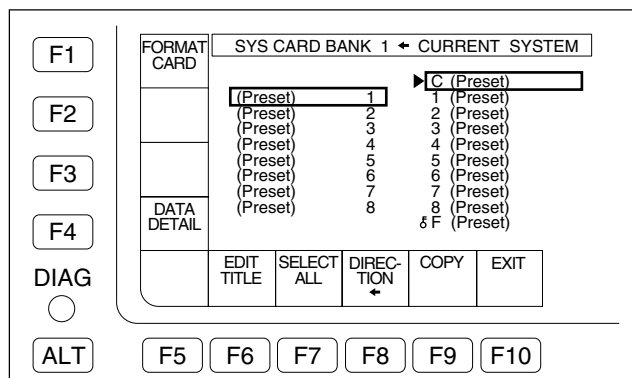 F1
F2
F3
F4
DIAG
ALT
FORMAT
CARD
DATA
DETAIL
SYS CARD BANK 1 ← CURRENT SYSTEM
(Preset) 1
(Preset) 2
(Preset) 3
(Preset) 4
(Preset) 5
(Preset) 6
(Preset) 7
(Preset) 8
C (Preset)
1 (Preset)
2 (Preset)
3 (Preset)
4 (Preset)
5 (Preset)
6 (Preset)
7 (Preset)
8 (Preset)
F (Preset)
EDIT
TITLE
SELECT
ALL
DIREC-
TION
←
COPY
EXIT
F5 F6 F7 F8 F9 F10